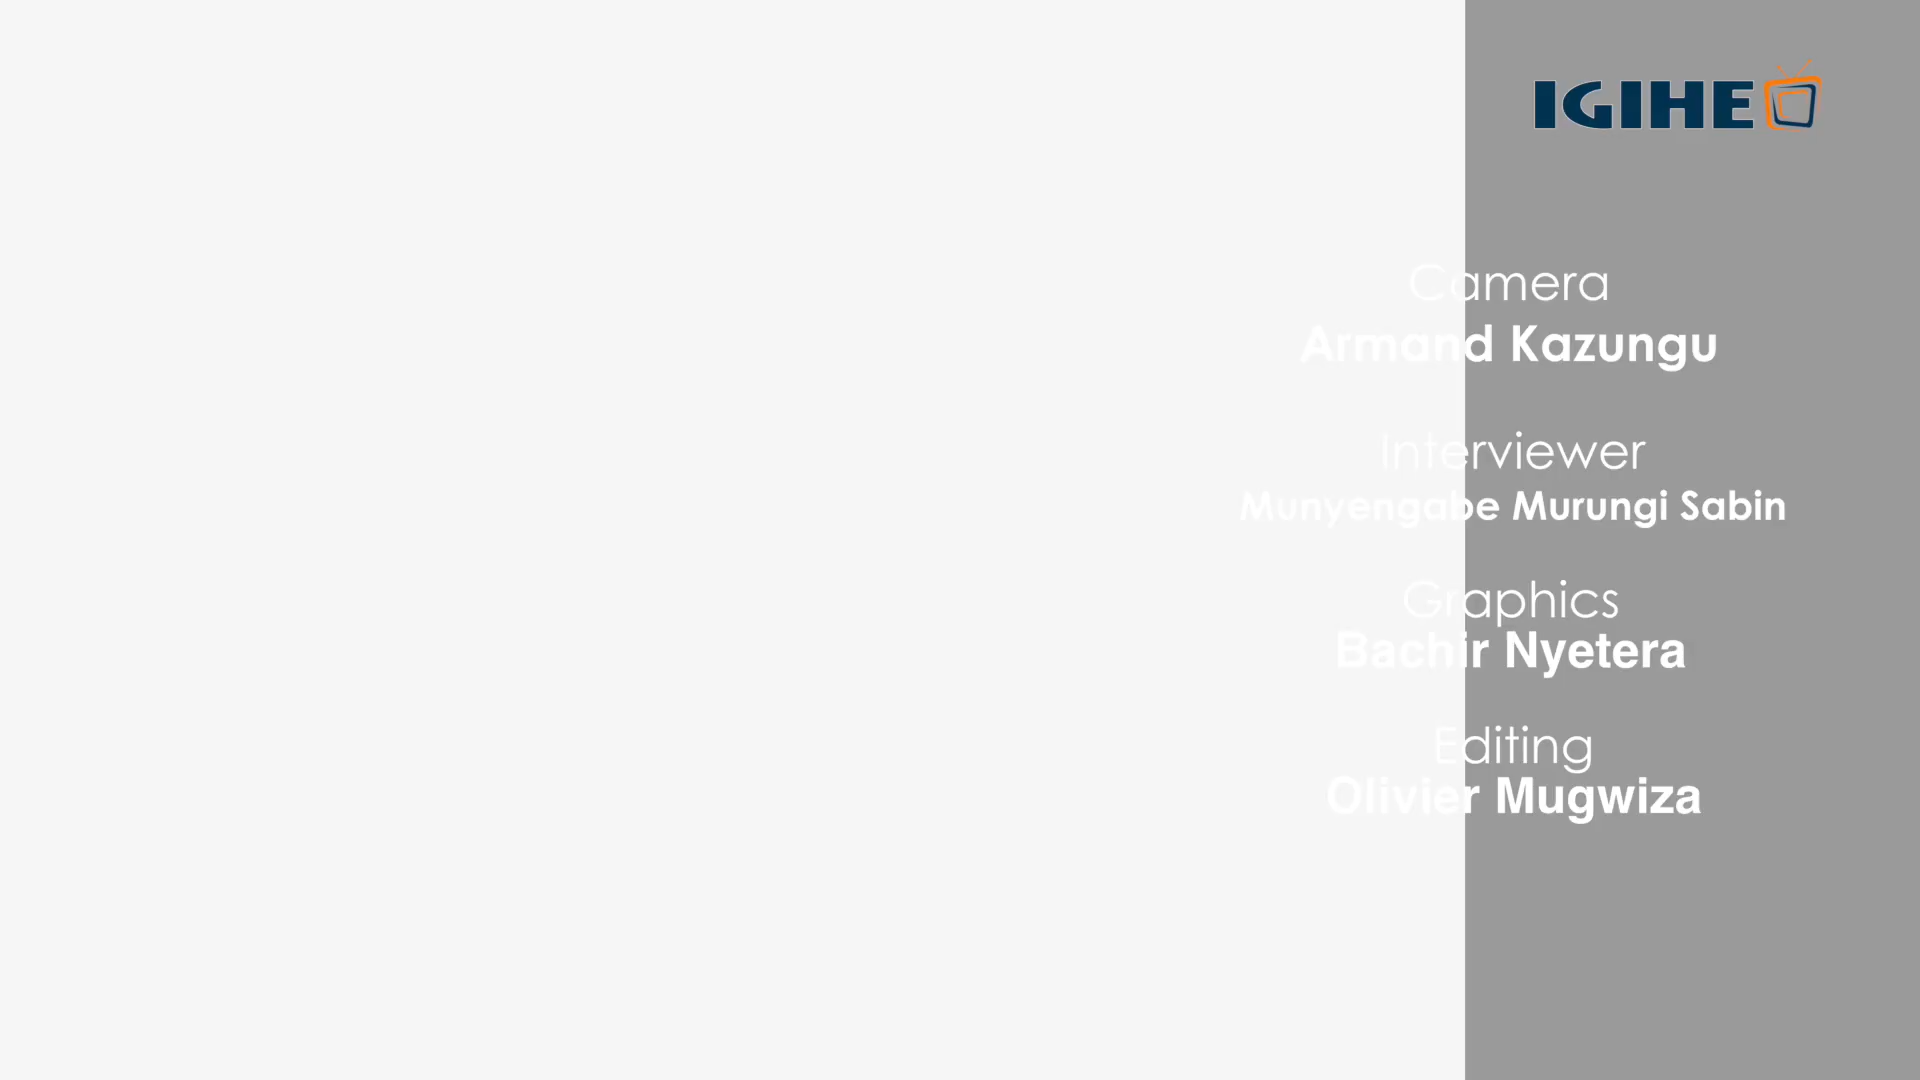 IGIHE
Camera
Armand Kazungu
Interviewer
Munyengabe Murungi Sabin
Graphics
Bachir Nyetera
Editing
Olivier Mugwiza